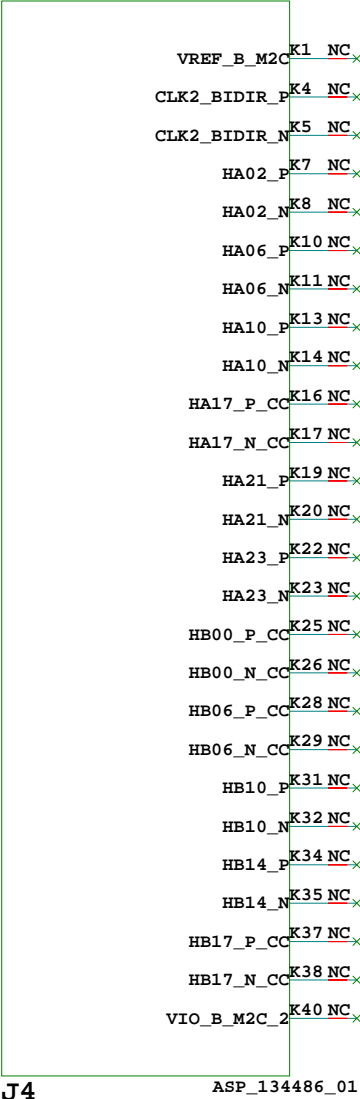 VREF_B_M2C K1 NC
CLK2_BIDIR_P K4 NC
CLK2_BIDIR_N K5 NC
HA02_P K7 NC
HA02_N K8 NC
HA06_P K10 NC
HA06_N K11 NC
HA10_P K13 NC
HA10_N K14 NC
HA17_P_CC K16 NC
HA17_N_CC K17 NC
HA21_P K19 NC
HA21_N K20 NC
HA23_P K22 NC
HA23_N K23 NC
HB00_P_CC K25 NC
HB00_N_CC K26 NC
HB06_P_CC K28 NC
HB06_N_CC K29 NC
HB10_P K31 NC
HB10_N K32 NC
HB14_P K34 NC
HB14_N K35 NC
HB17_P_CC K37 NC
HB17_N_CC K38 NC
VIO_B_M2C_2 K40 NC
J4 ASP_134486_01